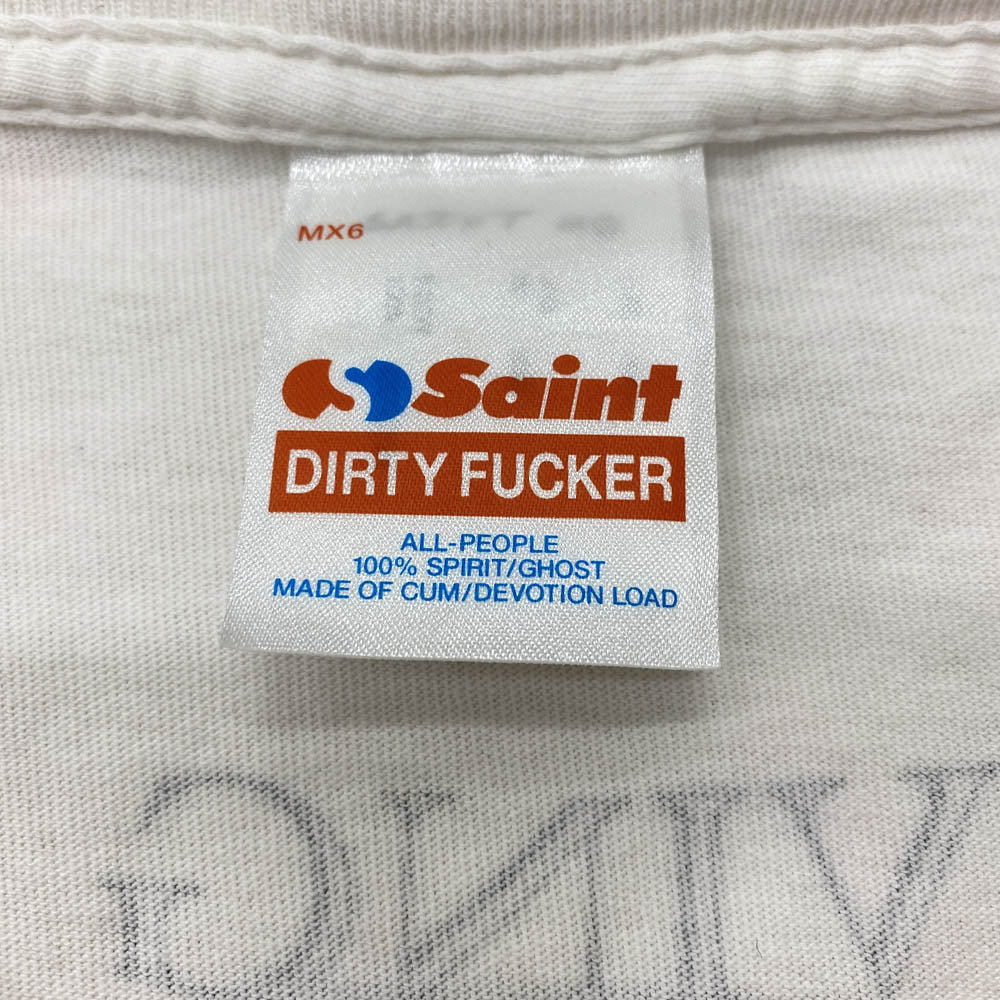 MX6
Saint
DIRTY FUCKER
ALL-PEOPLE
100% SPIRIT/GHOST
MADE OF CUM/DEVOTION LOAD